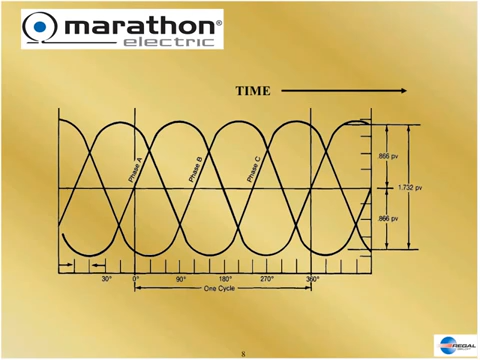 marathon®
electric
TIME
Phase A
Phase B
Phase C
.866 pv
1.732 pv
.866 pv
30° 0° 90° 180° 270° 360°
One Cycle
8
REGAL